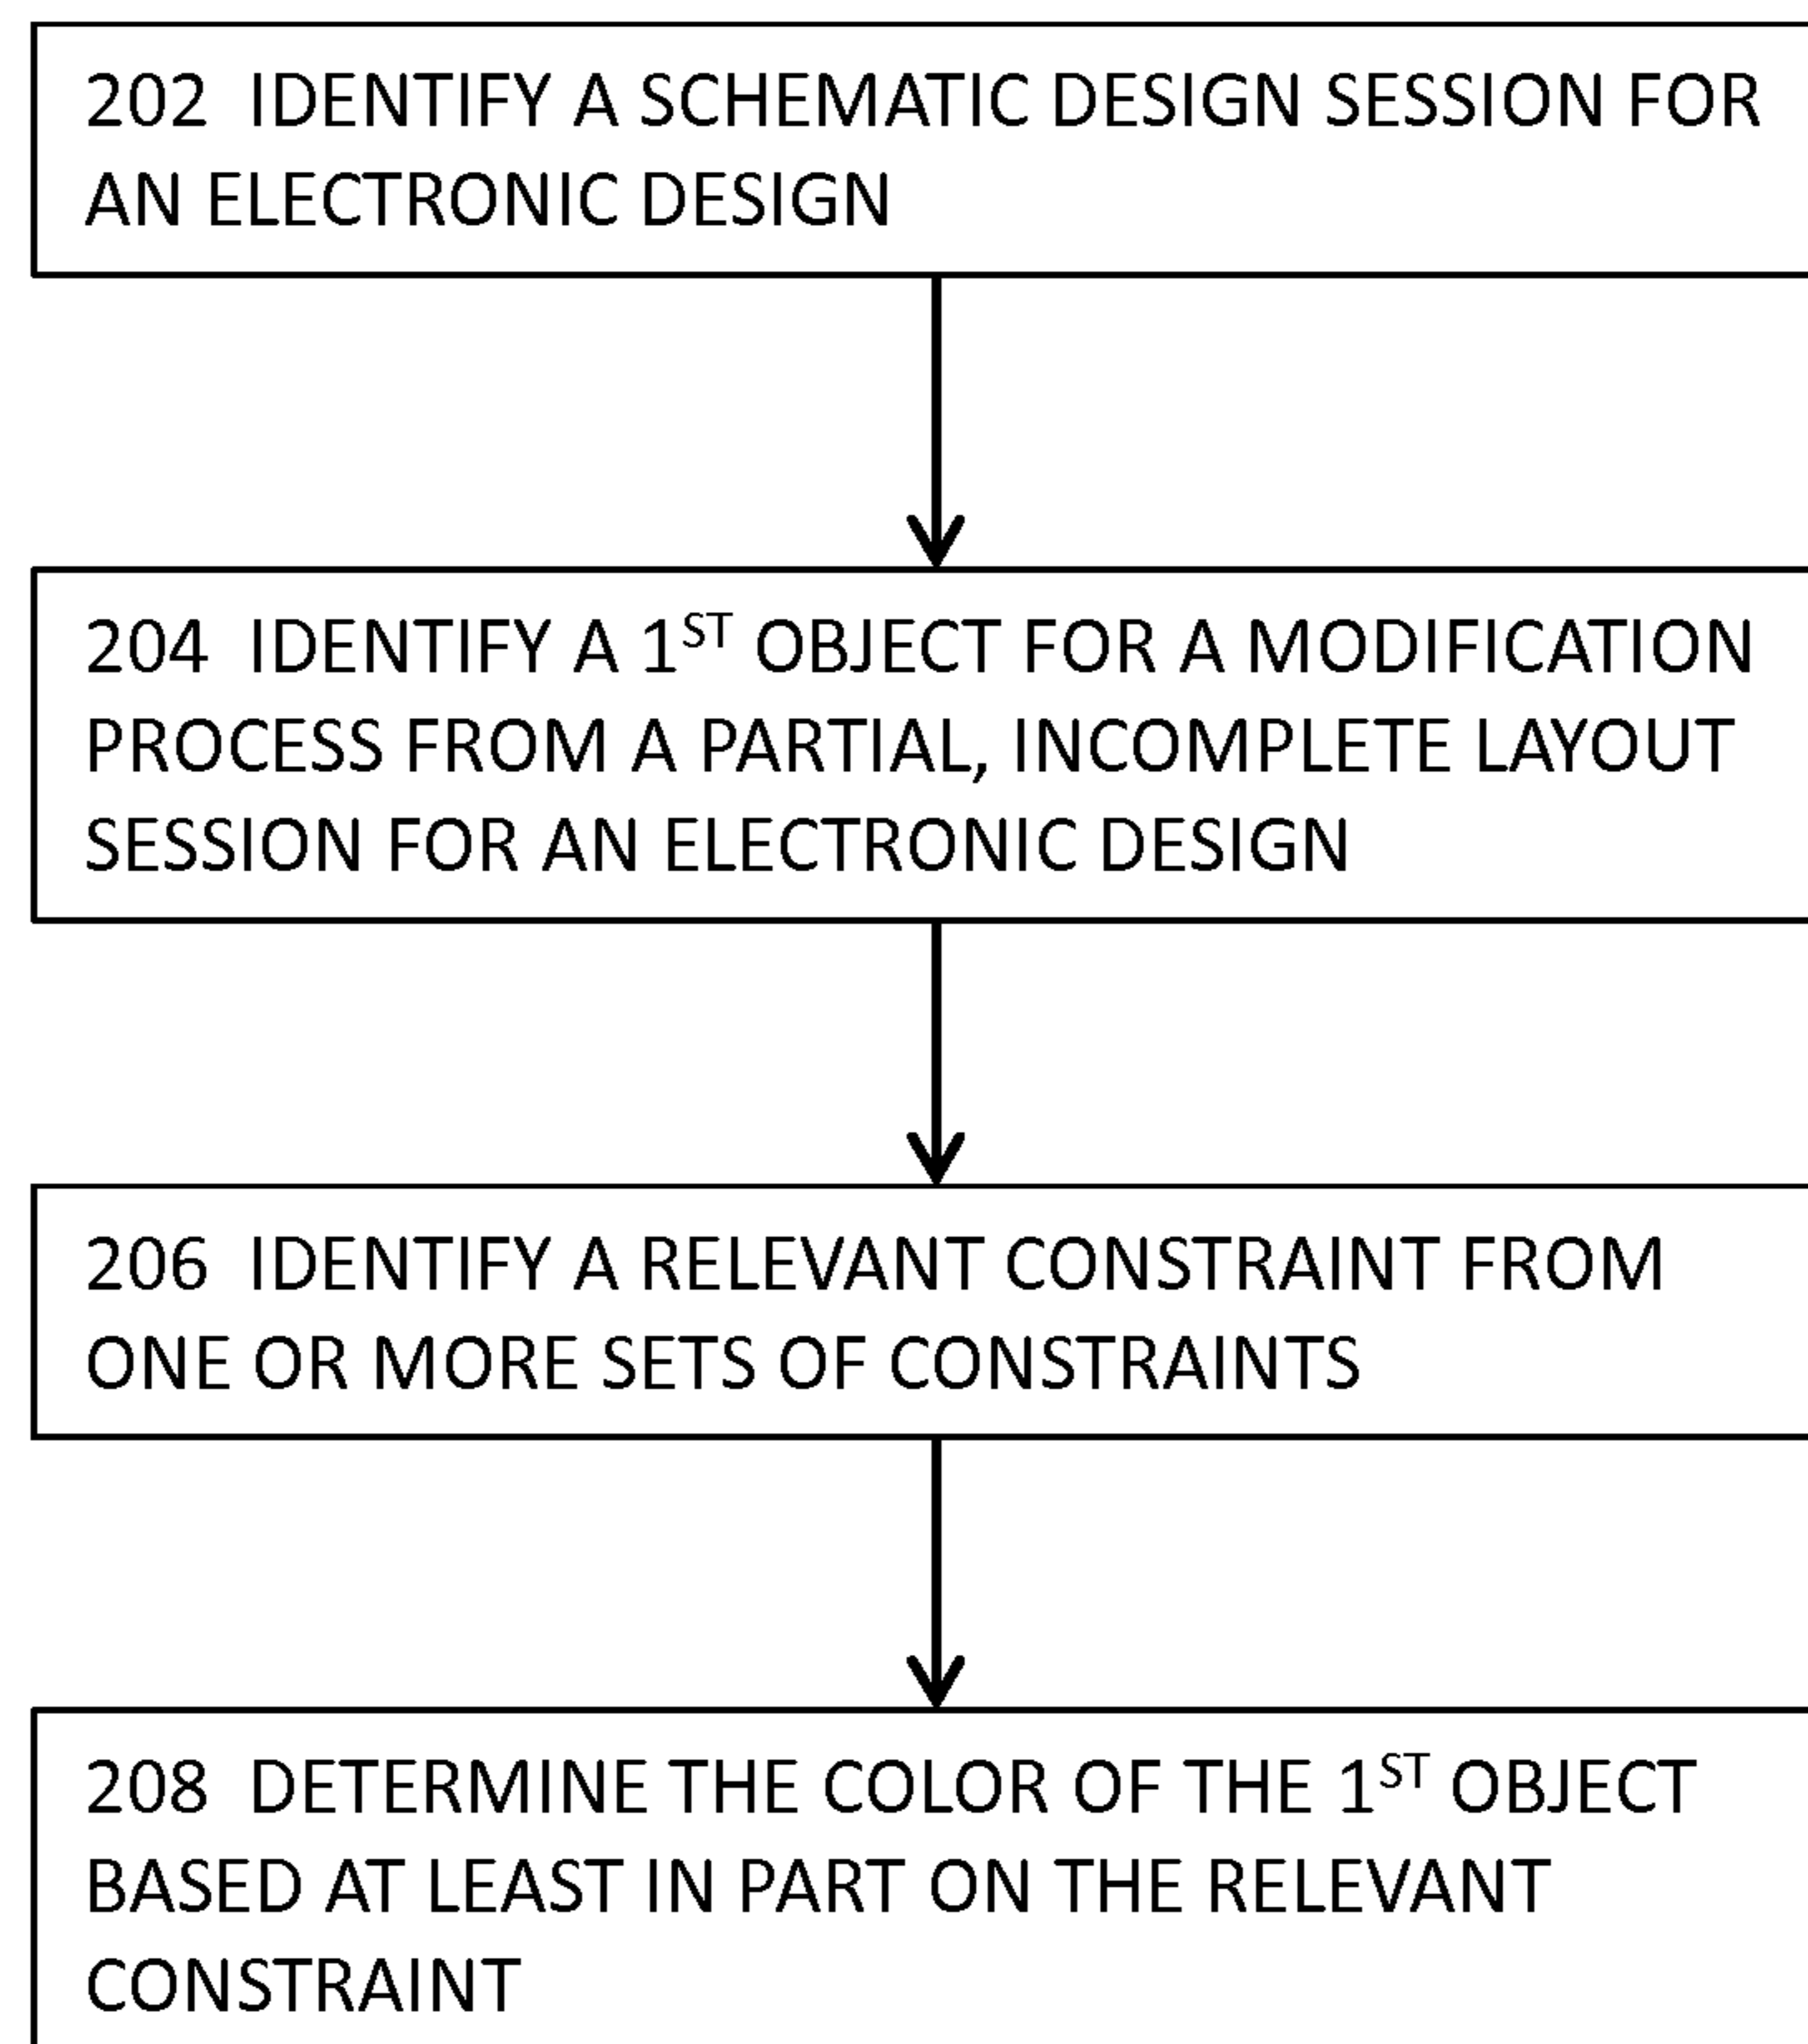 202 IDENTIFY A SCHEMATIC DESIGN SESSION FOR
AN ELECTRONIC DESIGN
204 IDENTIFY A 1ST OBJECT FOR A MODIFICATION
PROCESS FROM A PARTIAL, INCOMPLETE LAYOUT
SESSION FOR AN ELECTRONIC DESIGN
206 IDENTIFY A RELEVANT CONSTRAINT FROM
ONE OR MORE SETS OF CONSTRAINTS
208 DETERMINE THE COLOR OF THE 1ST OBJECT
BASED AT LEAST IN PART ON THE RELEVANT
CONSTRAINT